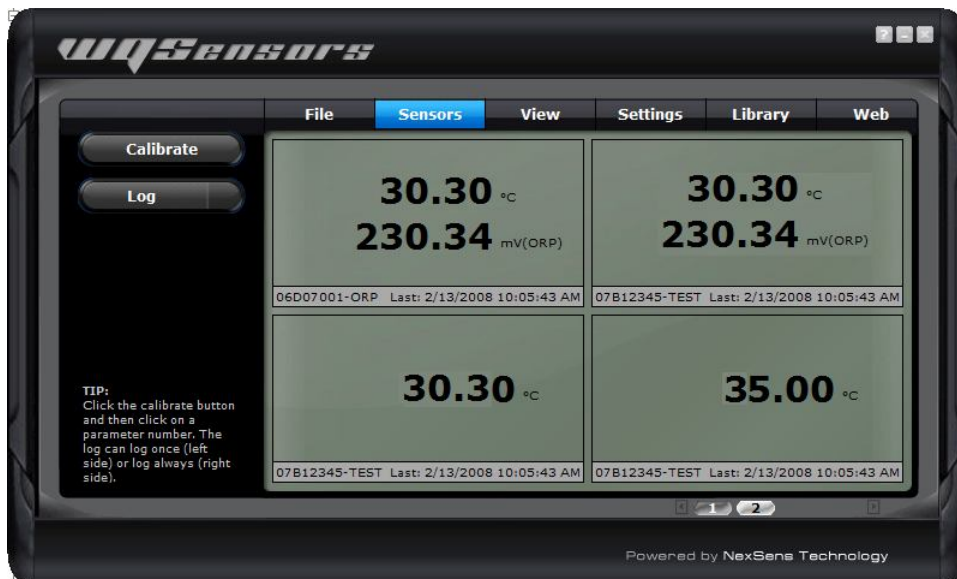 WQSensors
? - x
File Sensors View Settings Library Web
Calibrate
Log
30.30 °C
230.34 mV(ORP)
06D07001-ORP Last: 2/13/2008 10:05:43 AM
30.30 °C
230.34 mV(ORP)
07B12345-TEST Last: 2/13/2008 10:05:43 AM
30.30 °C
07B12345-TEST Last: 2/13/2008 10:05:43 AM
35.00 °C
07B12345-TEST Last: 2/13/2008 10:05:43 AM
TIP:
Click the calibrate button
and then click on a
parameter number. The
log can log once (left
side) or log always (right
side).
1 2
Powered by NexSens Technology